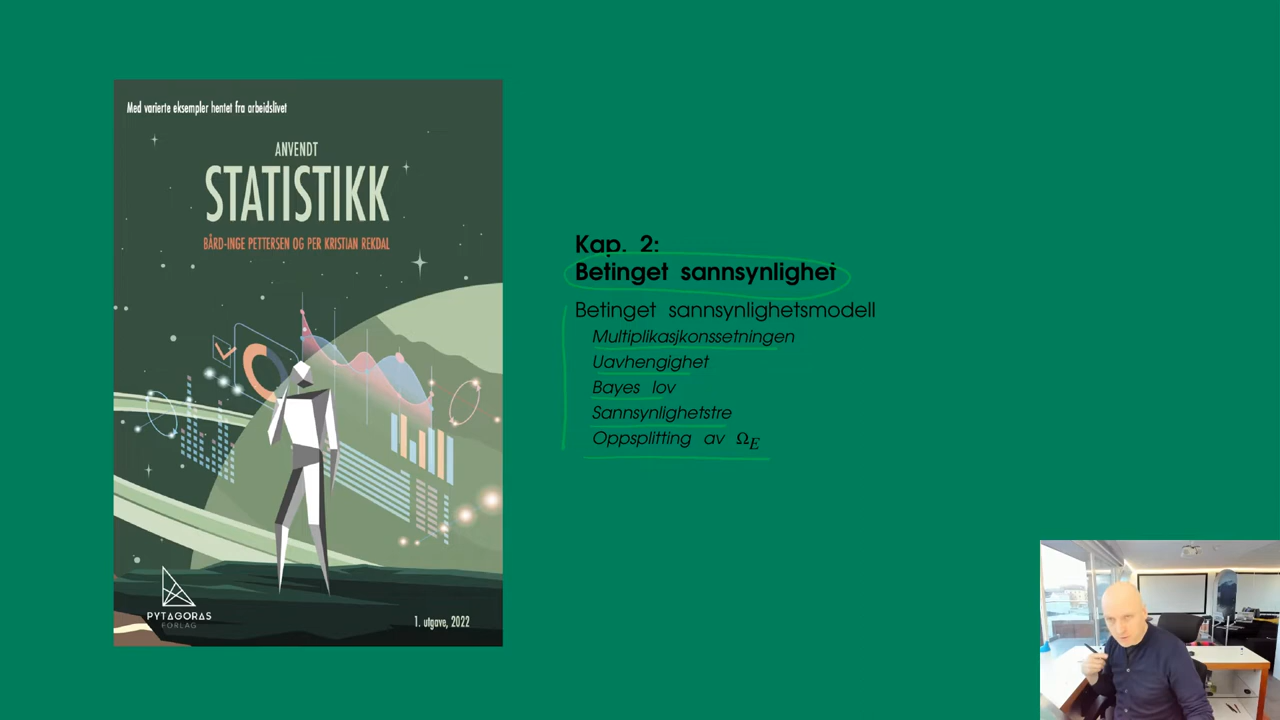 Med varierte eksempler hentet fra arbeidslivet
ANVENDT
STATISTIKK
BÅRD-INGE PETTERSEN OG PER KRISTIAN REKDAL
PYTAGORAS
FORLAG
1. utgave, 2022
Kap. 2:
Betinget sannsynlighet
Betinget sannsynlighetsmodell
Multiplikasjkonssetningen
Uavhengighet
Bayes lov
Sannsynlighetstre
Oppsplitting av Ω_E